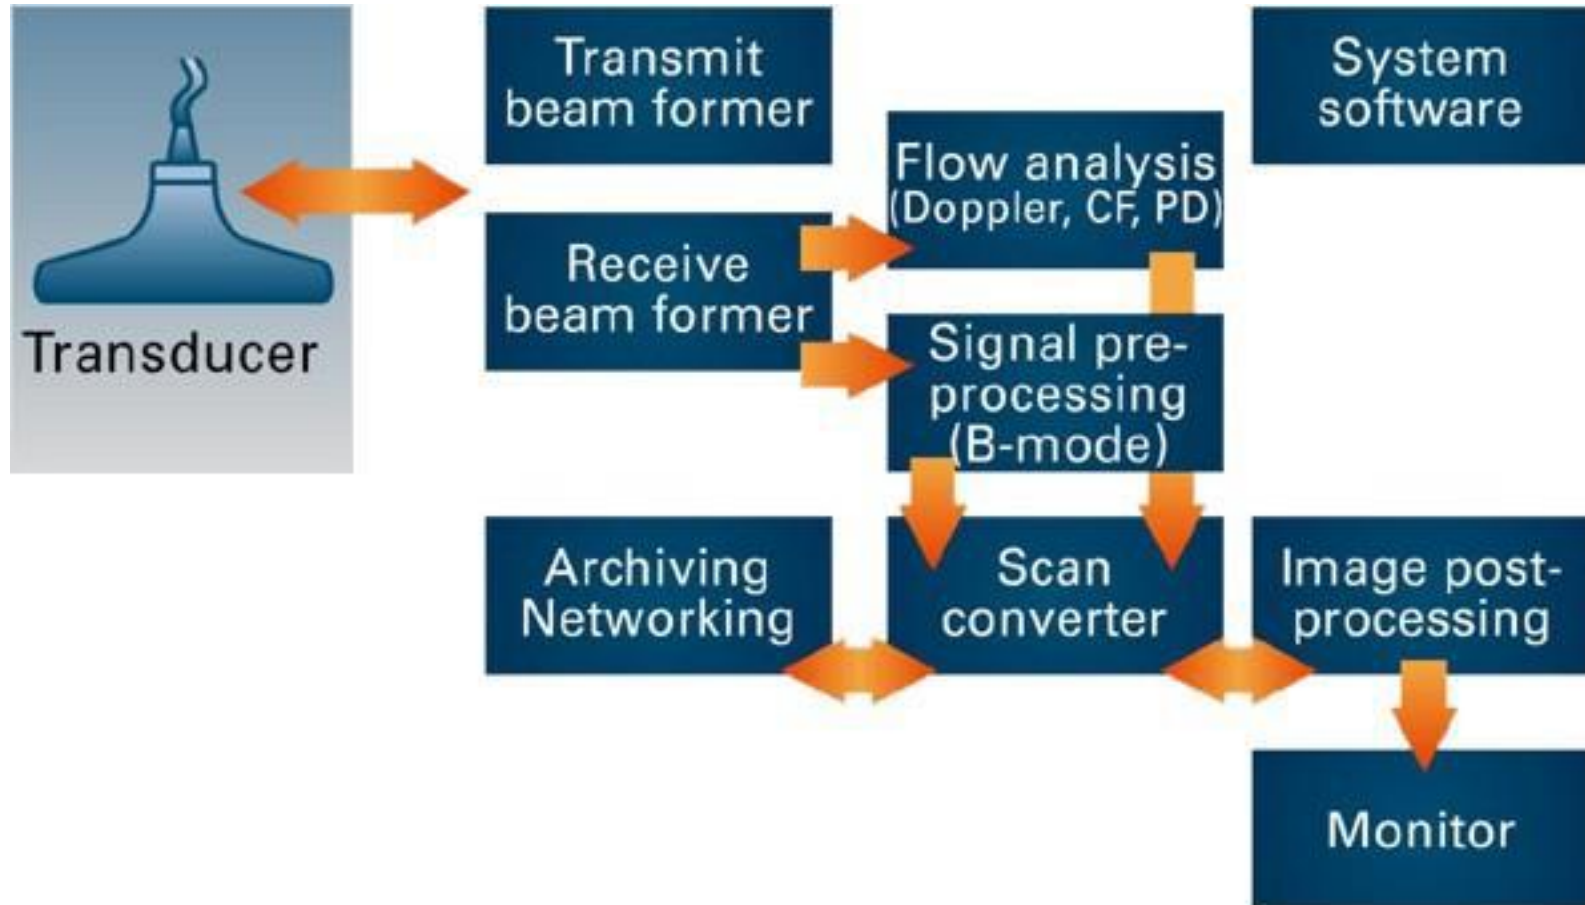 Transducer
Transmit
beam former
Receive
beam former
Flow analysis
(Doppler, CF, PD)
Signal pre-
processing
(B-mode)
System
software
Archiving
Networking
Scan
converter
Image post-
processing
Monitor